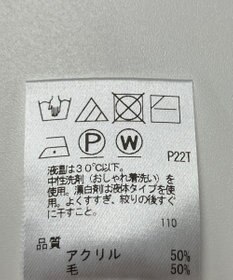 P W P22T
液温は30℃以下。
中性洗剤（おしゃれ着洗い）を使
用。漂白剤は液体タイプを使
用。よくすすぎ、絞りの後すぐ
に干すこと。
110
品質
アクリル 50%
毛 50%